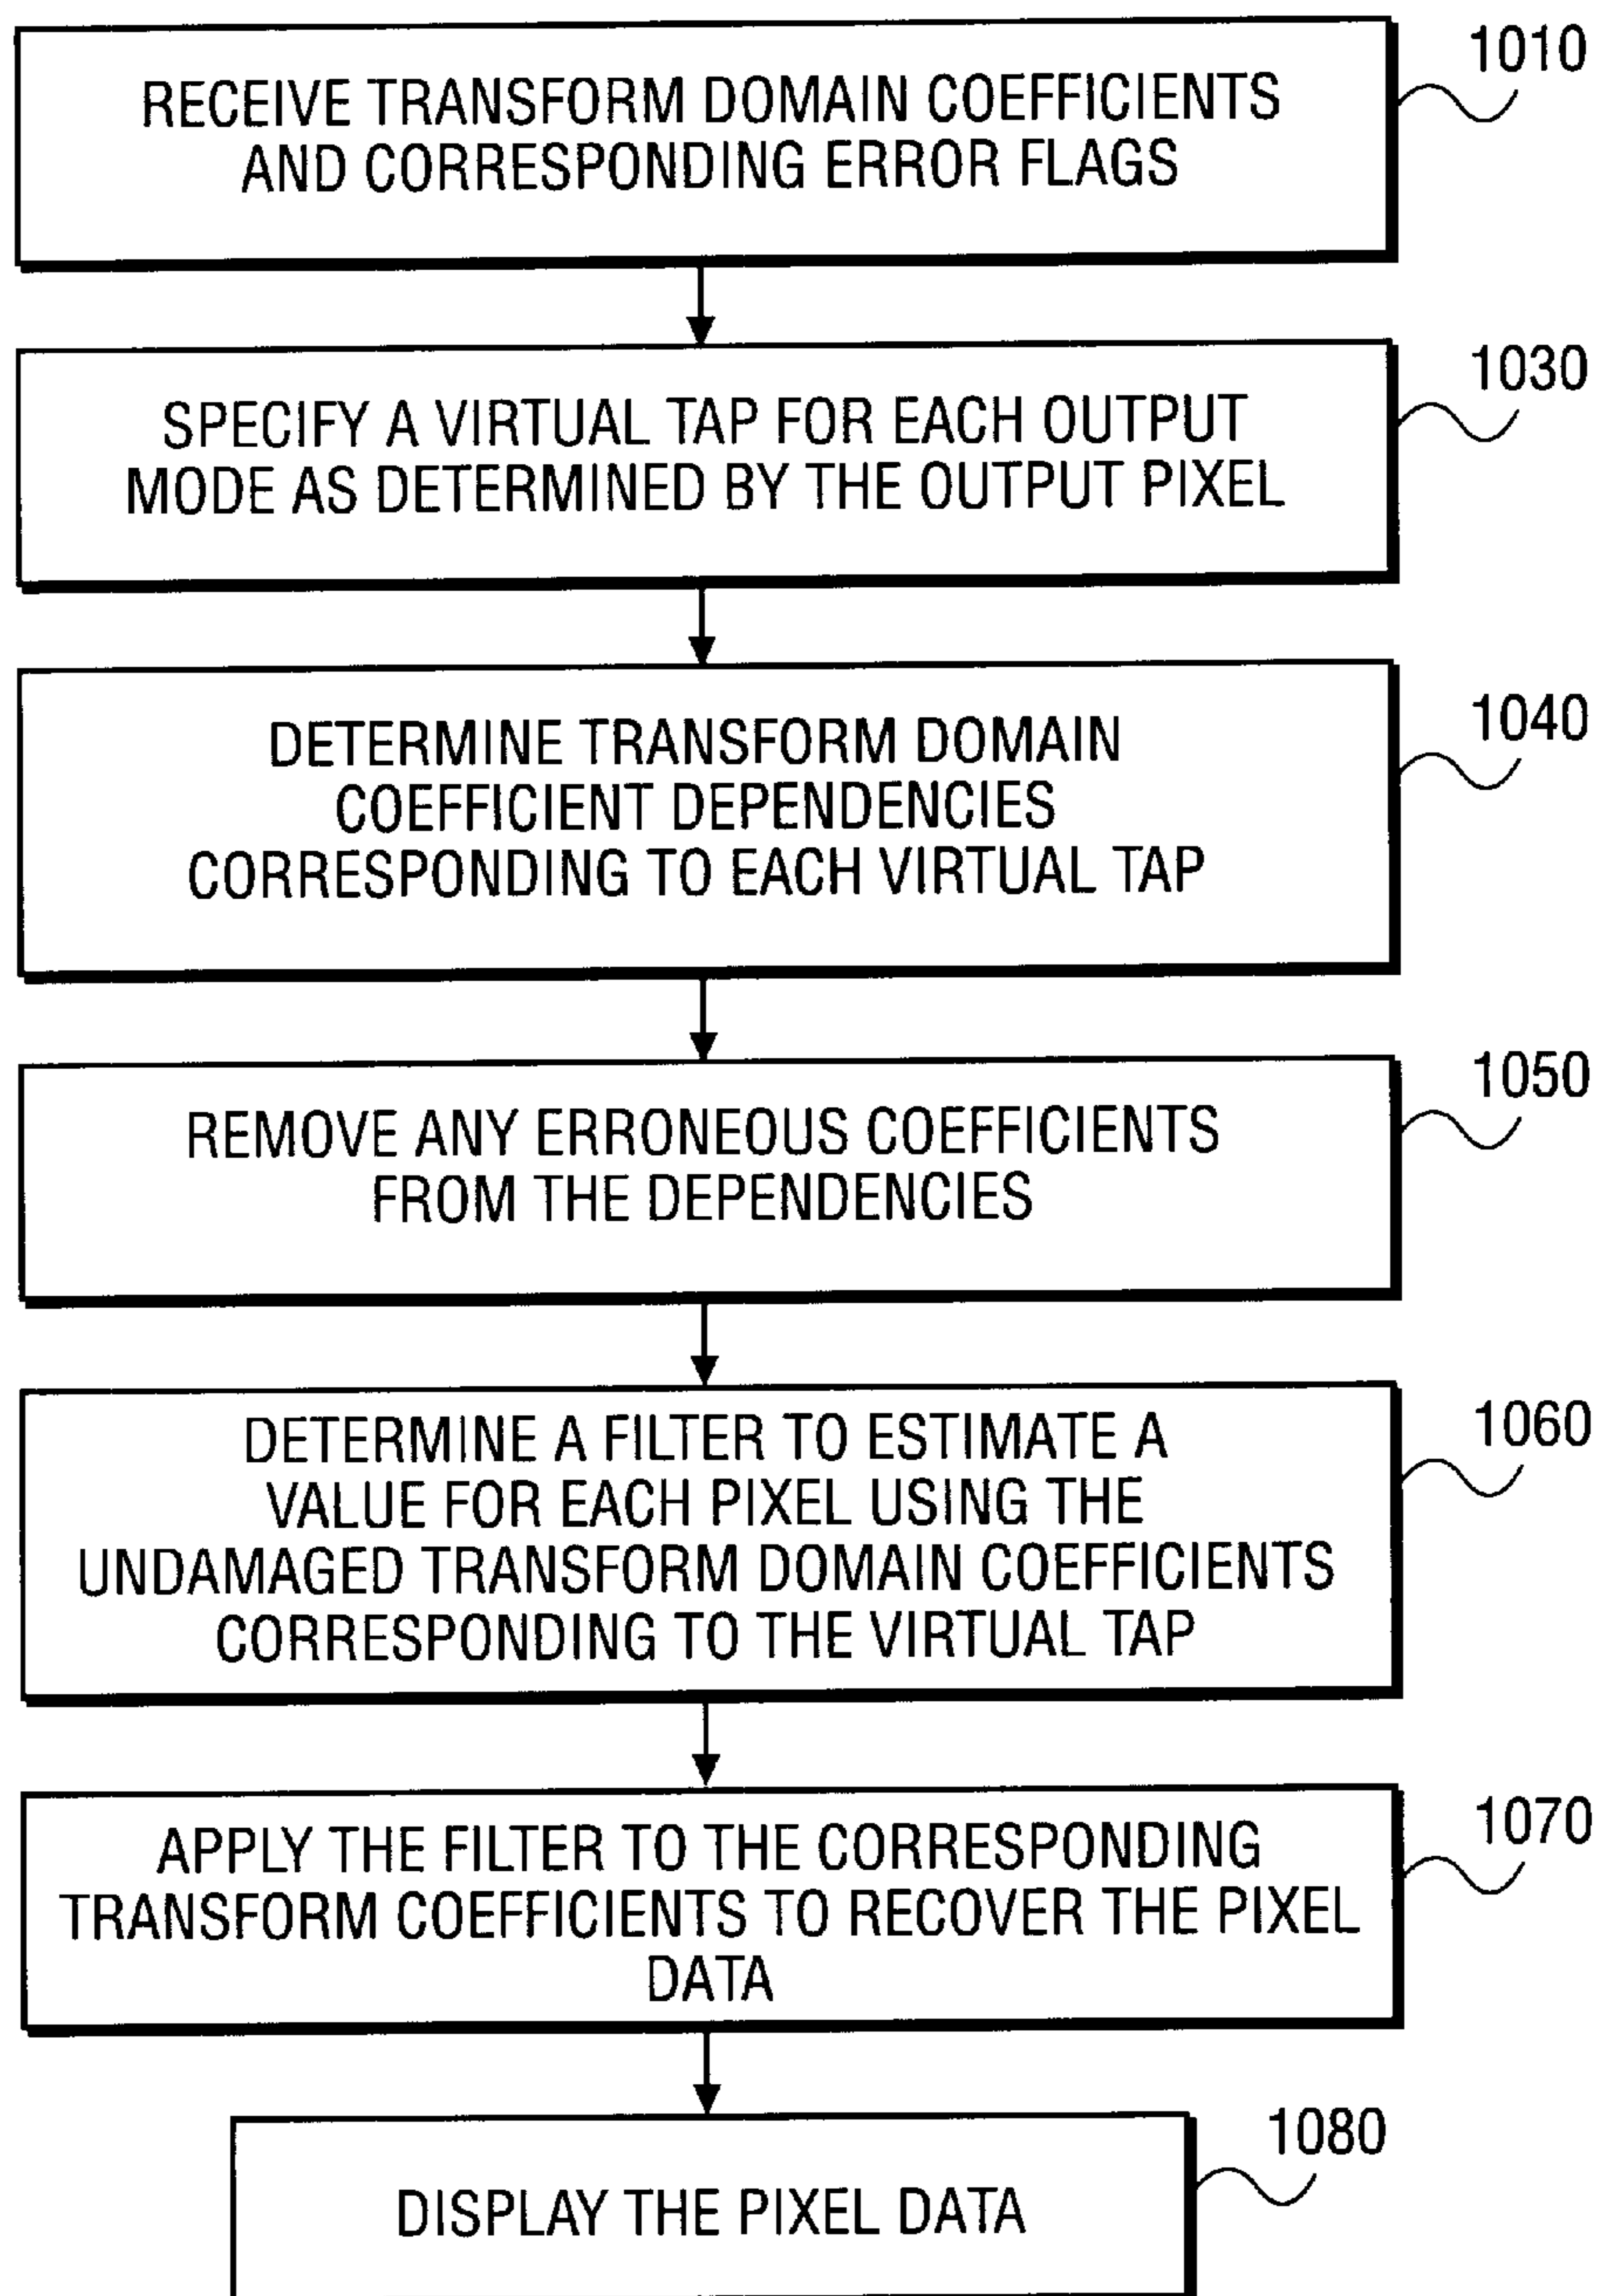 1010
RECEIVE TRANSFORM DOMAIN COEFFICIENTS
AND CORRESPONDING ERROR FLAGS
1030
SPECIFY A VIRTUAL TAP FOR EACH OUTPUT
MODE AS DETERMINED BY THE OUTPUT PIXEL
1040
DETERMINE TRANSFORM DOMAIN
COEFFICIENT DEPENDENCIES
CORRESPONDING TO EACH VIRTUAL TAP
1050
REMOVE ANY ERRONEOUS COEFFICIENTS
FROM THE DEPENDENCIES
1060
DETERMINE A FILTER TO ESTIMATE A
VALUE FOR EACH PIXEL USING THE
UNDAMAGED TRANSFORM DOMAIN COEFFICIENTS
CORRESPONDING TO THE VIRTUAL TAP
1070
APPLY THE FILTER TO THE CORRESPONDING
TRANSFORM COEFFICIENTS TO RECOVER THE PIXEL
DATA
1080
DISPLAY THE PIXEL DATA